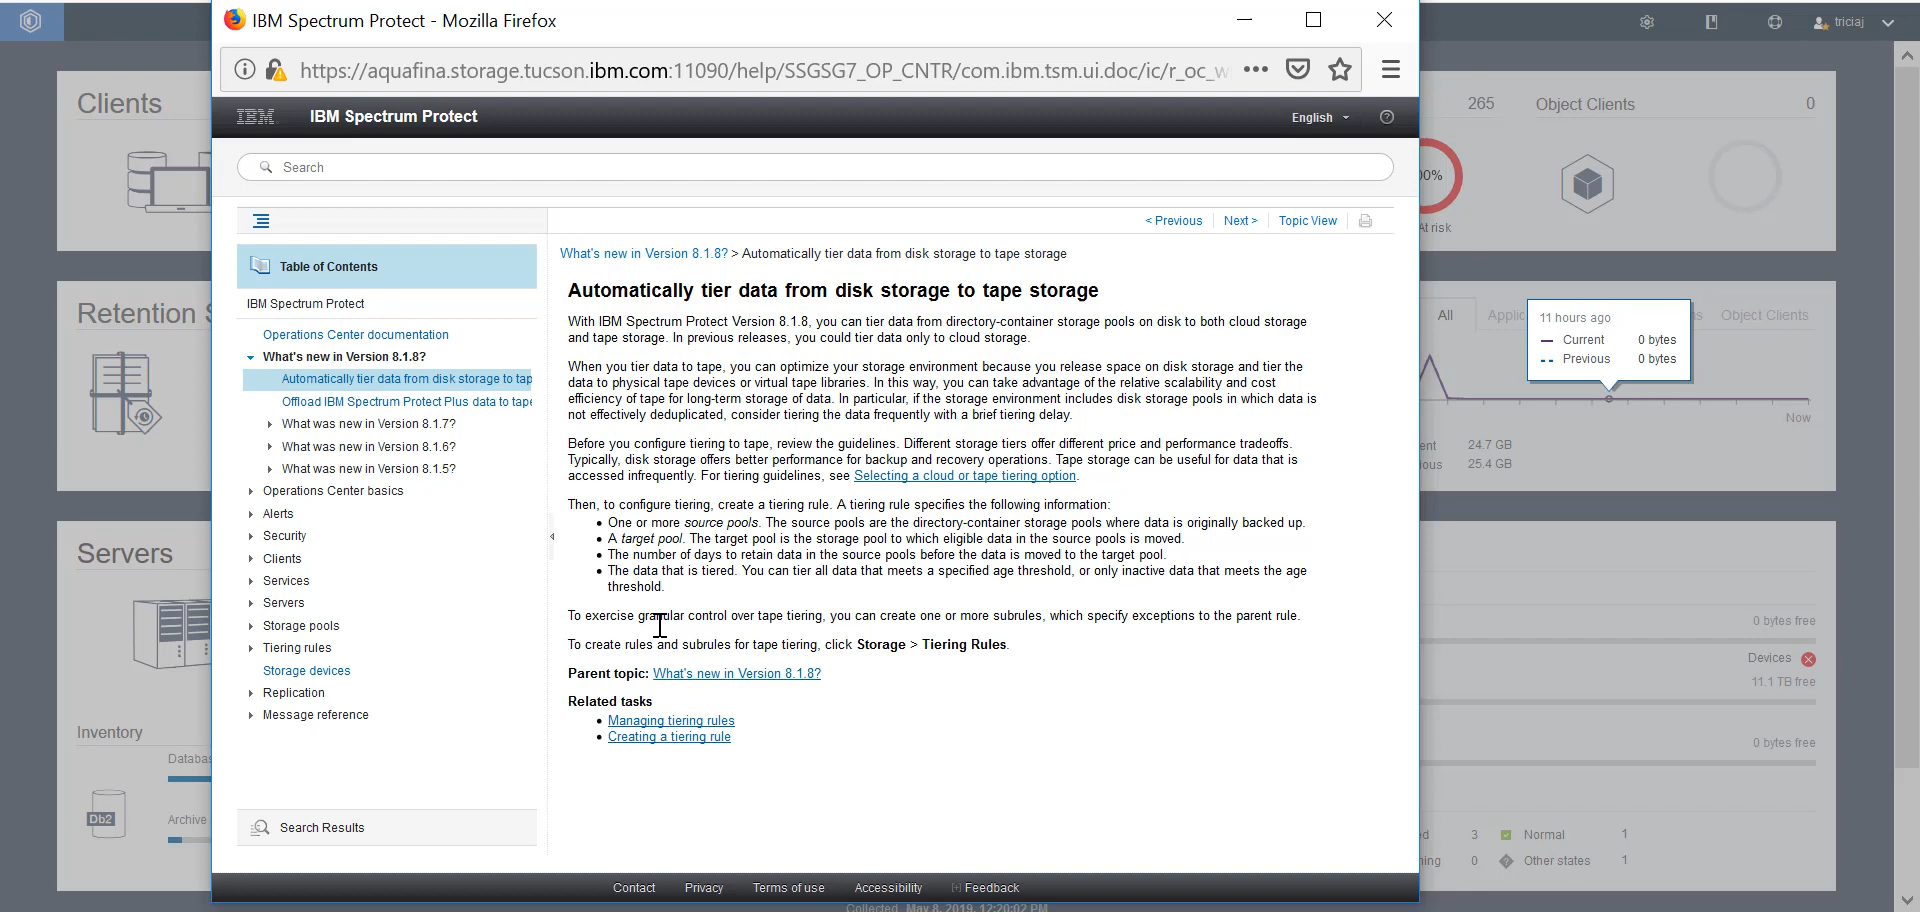 IBM Spectrum Protect - Mozilla Firefox
triciaj
https://aquafina.storage.tucson.ibm.com:11090/help/SSGSG7_OP_CNTR/com.ibm.tsm.ui.doc/ic/r_oc_w
IBM
IBM Spectrum Protect
English
Search
< Previous
Next >
Topic View
Table of Contents
IBM Spectrum Protect
Operations Center documentation
What's new in Version 8.1.8?
Automatically tier data from disk storage to tap
Offload IBM Spectrum Protect Plus data to tape
What was new in Version 8.1.7?
What was new in Version 8.1.6?
What was new in Version 8.1.5?
Operations Center basics
Alerts
Security
Clients
Services
Servers
Storage pools
Tiering rules
Storage devices
Replication
Message reference
Search Results
What's new in Version 8.1.8? > Automatically tier data from disk storage to tape storage
Automatically tier data from disk storage to tape storage
With IBM Spectrum Protect Version 8.1.8, you can tier data from directory-container storage pools on disk to both cloud storage
and tape storage. In previous releases, you could tier data only to cloud storage.
When you tier data to tape, you can optimize your storage environment because you release space on disk storage and tier the
data to physical tape devices or virtual tape libraries. In this way, you can take advantage of the relative scalability and cost
efficiency of tape for long-term storage of data. In particular, if the storage environment includes disk storage pools in which data is
not effectively deduplicated, consider tiering the data frequently with a brief tiering delay.
Before you configure tiering to tape, review the guidelines. Different storage tiers offer different price and performance tradeoffs.
Typically, disk storage offers better performance for backup and recovery operations. Tape storage can be useful for data that is
accessed infrequently. For tiering guidelines, see Selecting a cloud or tape tiering option.
Then, to configure tiering, create a tiering rule. A tiering rule specifies the following information:
• One or more source pools. The source pools are the directory-container storage pools where data is originally backed up.
• A target pool. The target pool is the storage pool to which eligible data in the source pools is moved.
• The number of days to retain data in the source pools before the data is moved to the target pool.
• The data that is tiered. You can tier all data that meets a specified age threshold, or only inactive data that meets the age
threshold.
To exercise granular control over tape tiering, you can create one or more subrules, which specify exceptions to the parent rule.
To create rules and subrules for tape tiering, click Storage > Tiering Rules.
Parent topic: What's new in Version 8.1.8?
Related tasks
• Managing tiering rules
• Creating a tiering rule
Contact
Privacy
Terms of use
Accessibility
Feedback
Clients
Retention S
Servers
Inventory
Databas
Db2
Archive
265
Object Clients
0
00%
At risk
All
Applic
ns
Object Clients
11 hours ago
Current 0 bytes
Previous 0 bytes
Now
ent 24.7 GB
ious 25.4 GB
0 bytes free
Devices
11.1 TB free
0 bytes free
ed 3
Normal 1
ning 0
Other states 1
Collected May 8, 2019, 12:20:02 PM